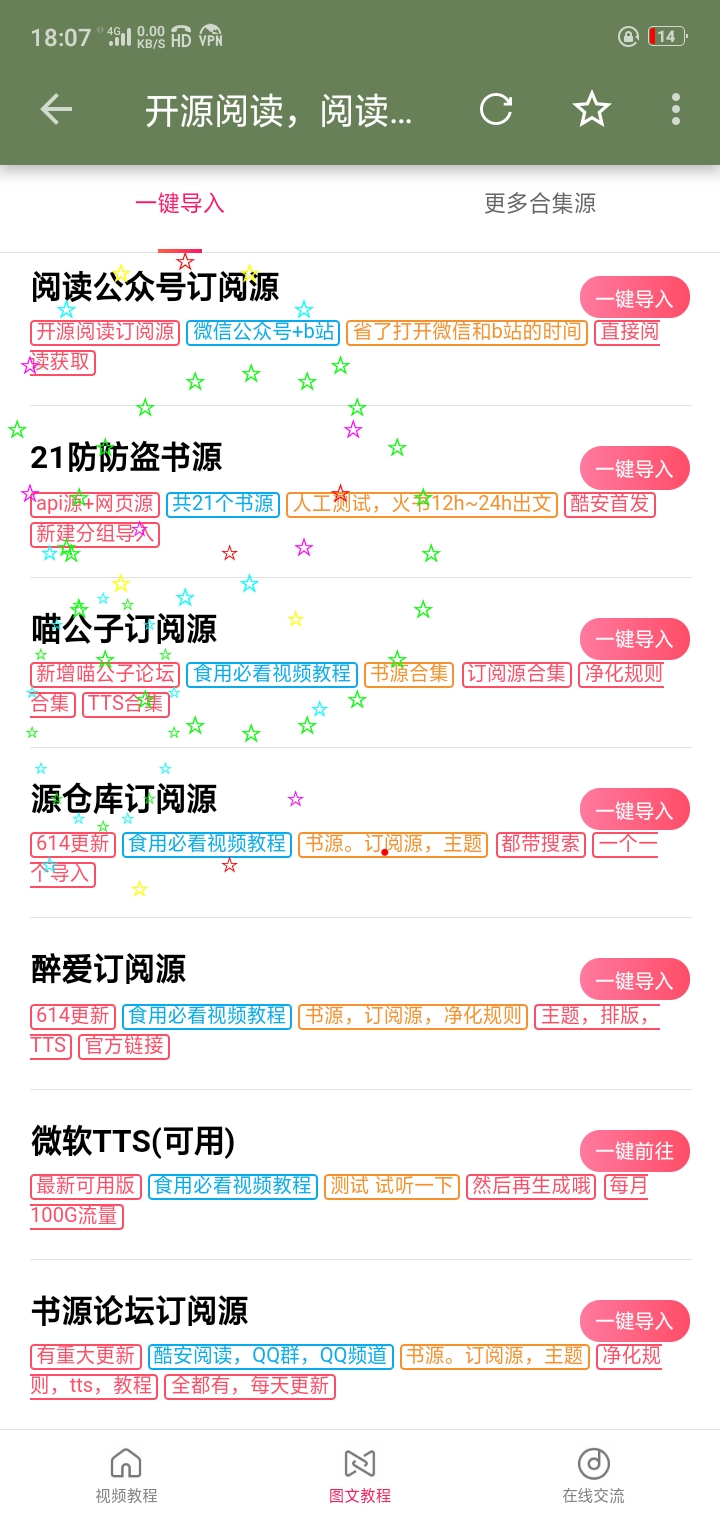 18:07 4G 0.00 KB/S HD VPN 14
开源阅读，阅读...
一键导入 更多合集源
阅读公众号订阅源 一键导入
开源阅读订阅源 微信公众号+b站 省了打开微信和b站的时间 直接阅
读获取
21防防盗书源 一键导入
api源+网页源 共21个书源 人工测试，火书12h~24h出文 酷安首发
新建分组导入
喵公子订阅源 一键导入
新增喵公子论坛 食用必看视频教程 书源合集 订阅源合集 净化规则
合集 TTS合集
源仓库订阅源 一键导入
614更新 食用必看视频教程 书源。订阅源，主题 都带搜索 一个一
个导入
醉爱订阅源 一键导入
614更新 食用必看视频教程 书源，订阅源，净化规则 主题，排版，
TTS 官方链接
微软TTS(可用) 一键前往
最新可用版 食用必看视频教程 测试 试听一下 然后再生成哦 每月
100G流量
书源论坛订阅源 一键导入
有重大更新 酷安阅读，QQ群，QQ频道 书源。订阅源，主题 净化规
则，tts，教程 全都有，每天更新
视频教程 图文教程 在线交流